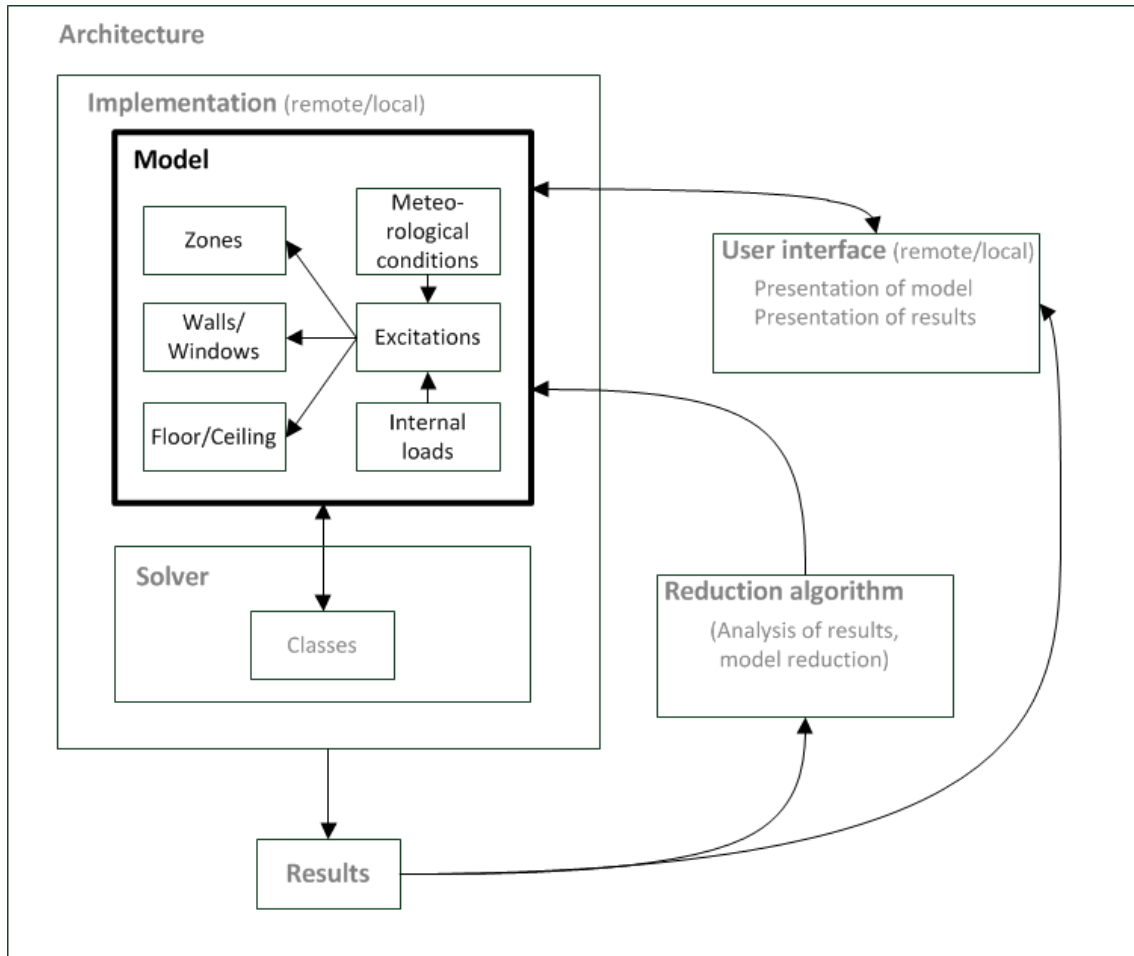 Architecture
Implementation (remote/local)
Model
Zones
Walls/
Windows
Floor/Ceiling
Meteo-
rological
conditions
Excitations
Internal
loads
Solver
Classes
Results
User interface (remote/local)
Presentation of model
Presentation of results
Reduction algorithm
(Analysis of results,
model reduction)